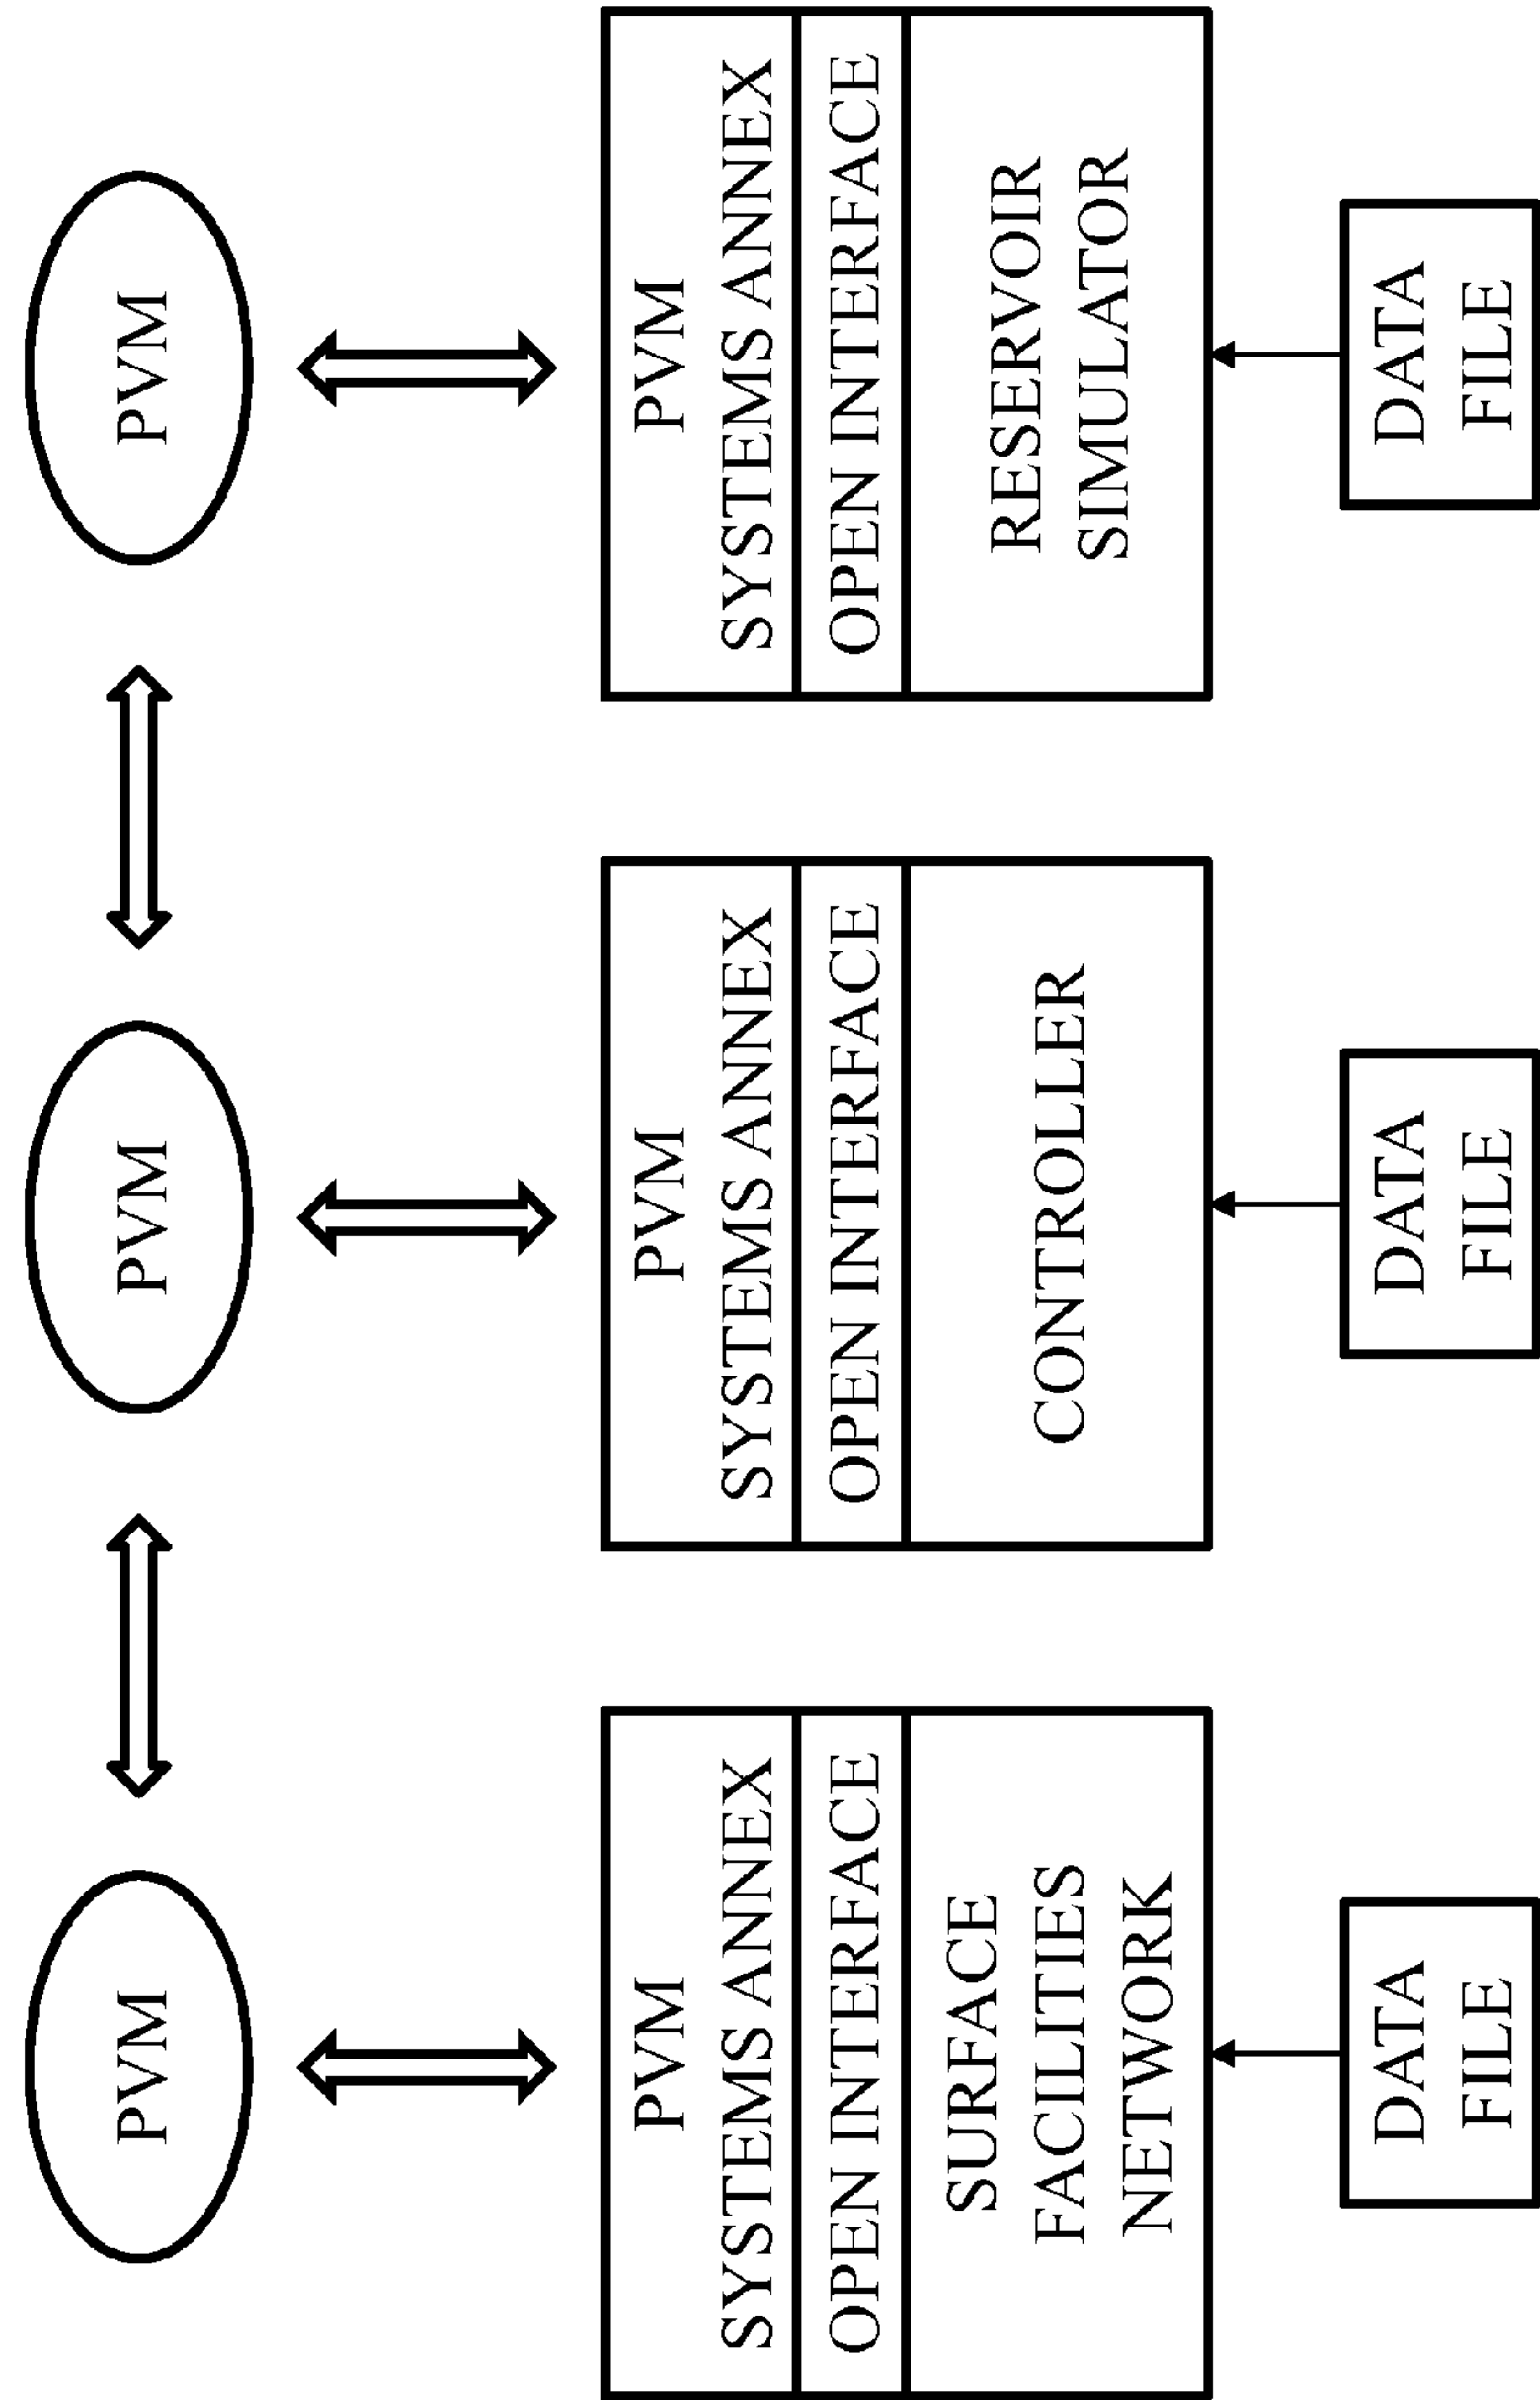 PVM
PVM
PVM
PVM
SYSTEMS ANNEX
OPEN INTERFACE
SUREACE
FACILITIES
NETWORK
DATA
FILE
PVM
SYSTEMS ANNEX
OPEN INTERFACE
CONTROLLER
DATA
FILE
PVM
SYSTEMS ANNEX
OPEN INTERFACE
RESERVOIR
SIMULATOR
DATA
FILE